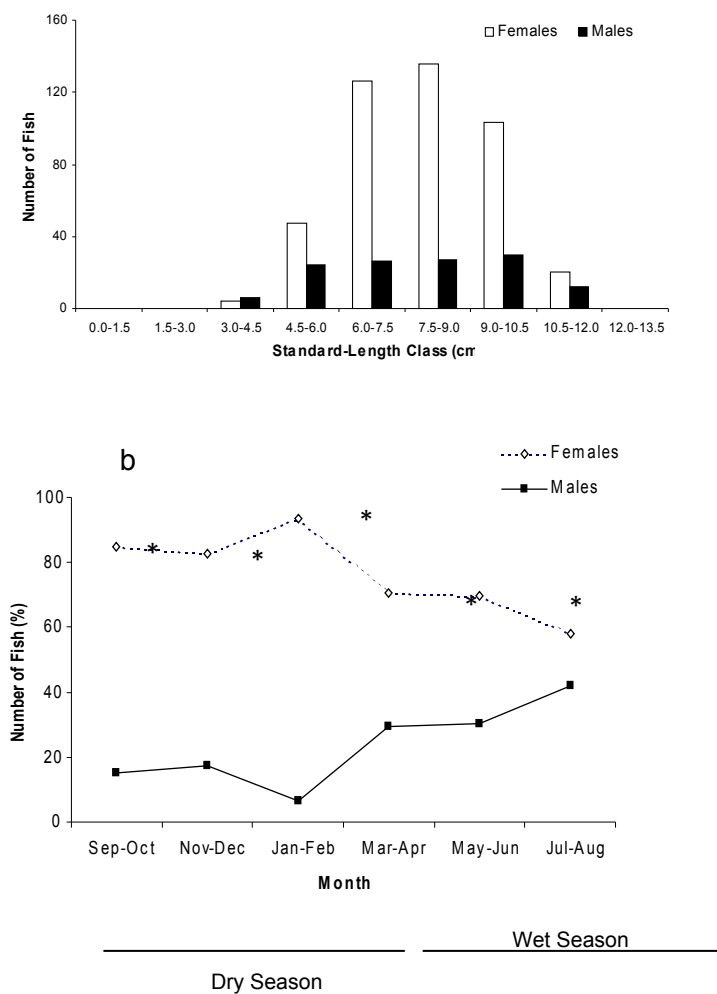 160
Females Males
120
80
40
0
Number of Fish
0.0-1.5 1.5-3.0 3.0-4.5 4.5-6.0 6.0-7.5 7.5-9.0 9.0-10.5 10.5-12.0 12.0-13.5
Standard-Length Class (cm
b
Females
Males
100
80
60
40
20
0
Number of Fish (%)
* * * * *
Sep-Oct Nov-Dec Jan-Feb Mar-Apr May-Jun Jul-Aug
Month
Wet Season
Dry Season